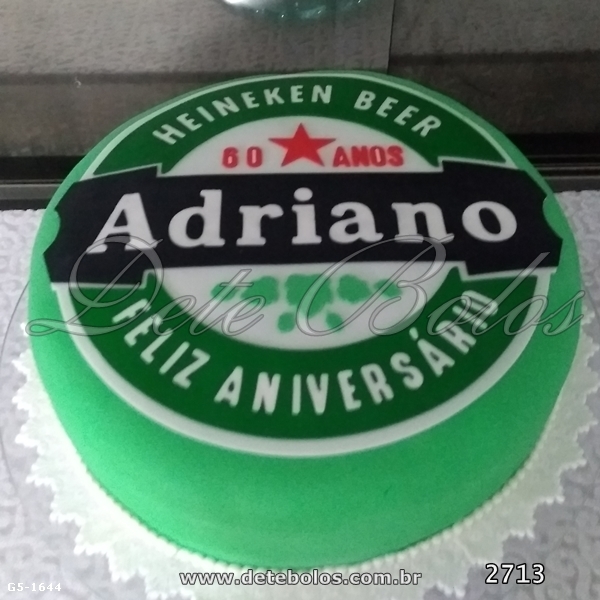 HEINEKEN BEER
60 ANOS
Adriano
Dete Bolos
FELIZ ANIVERSÁRIO
G5-1644
www.detebolos.com.br
2713